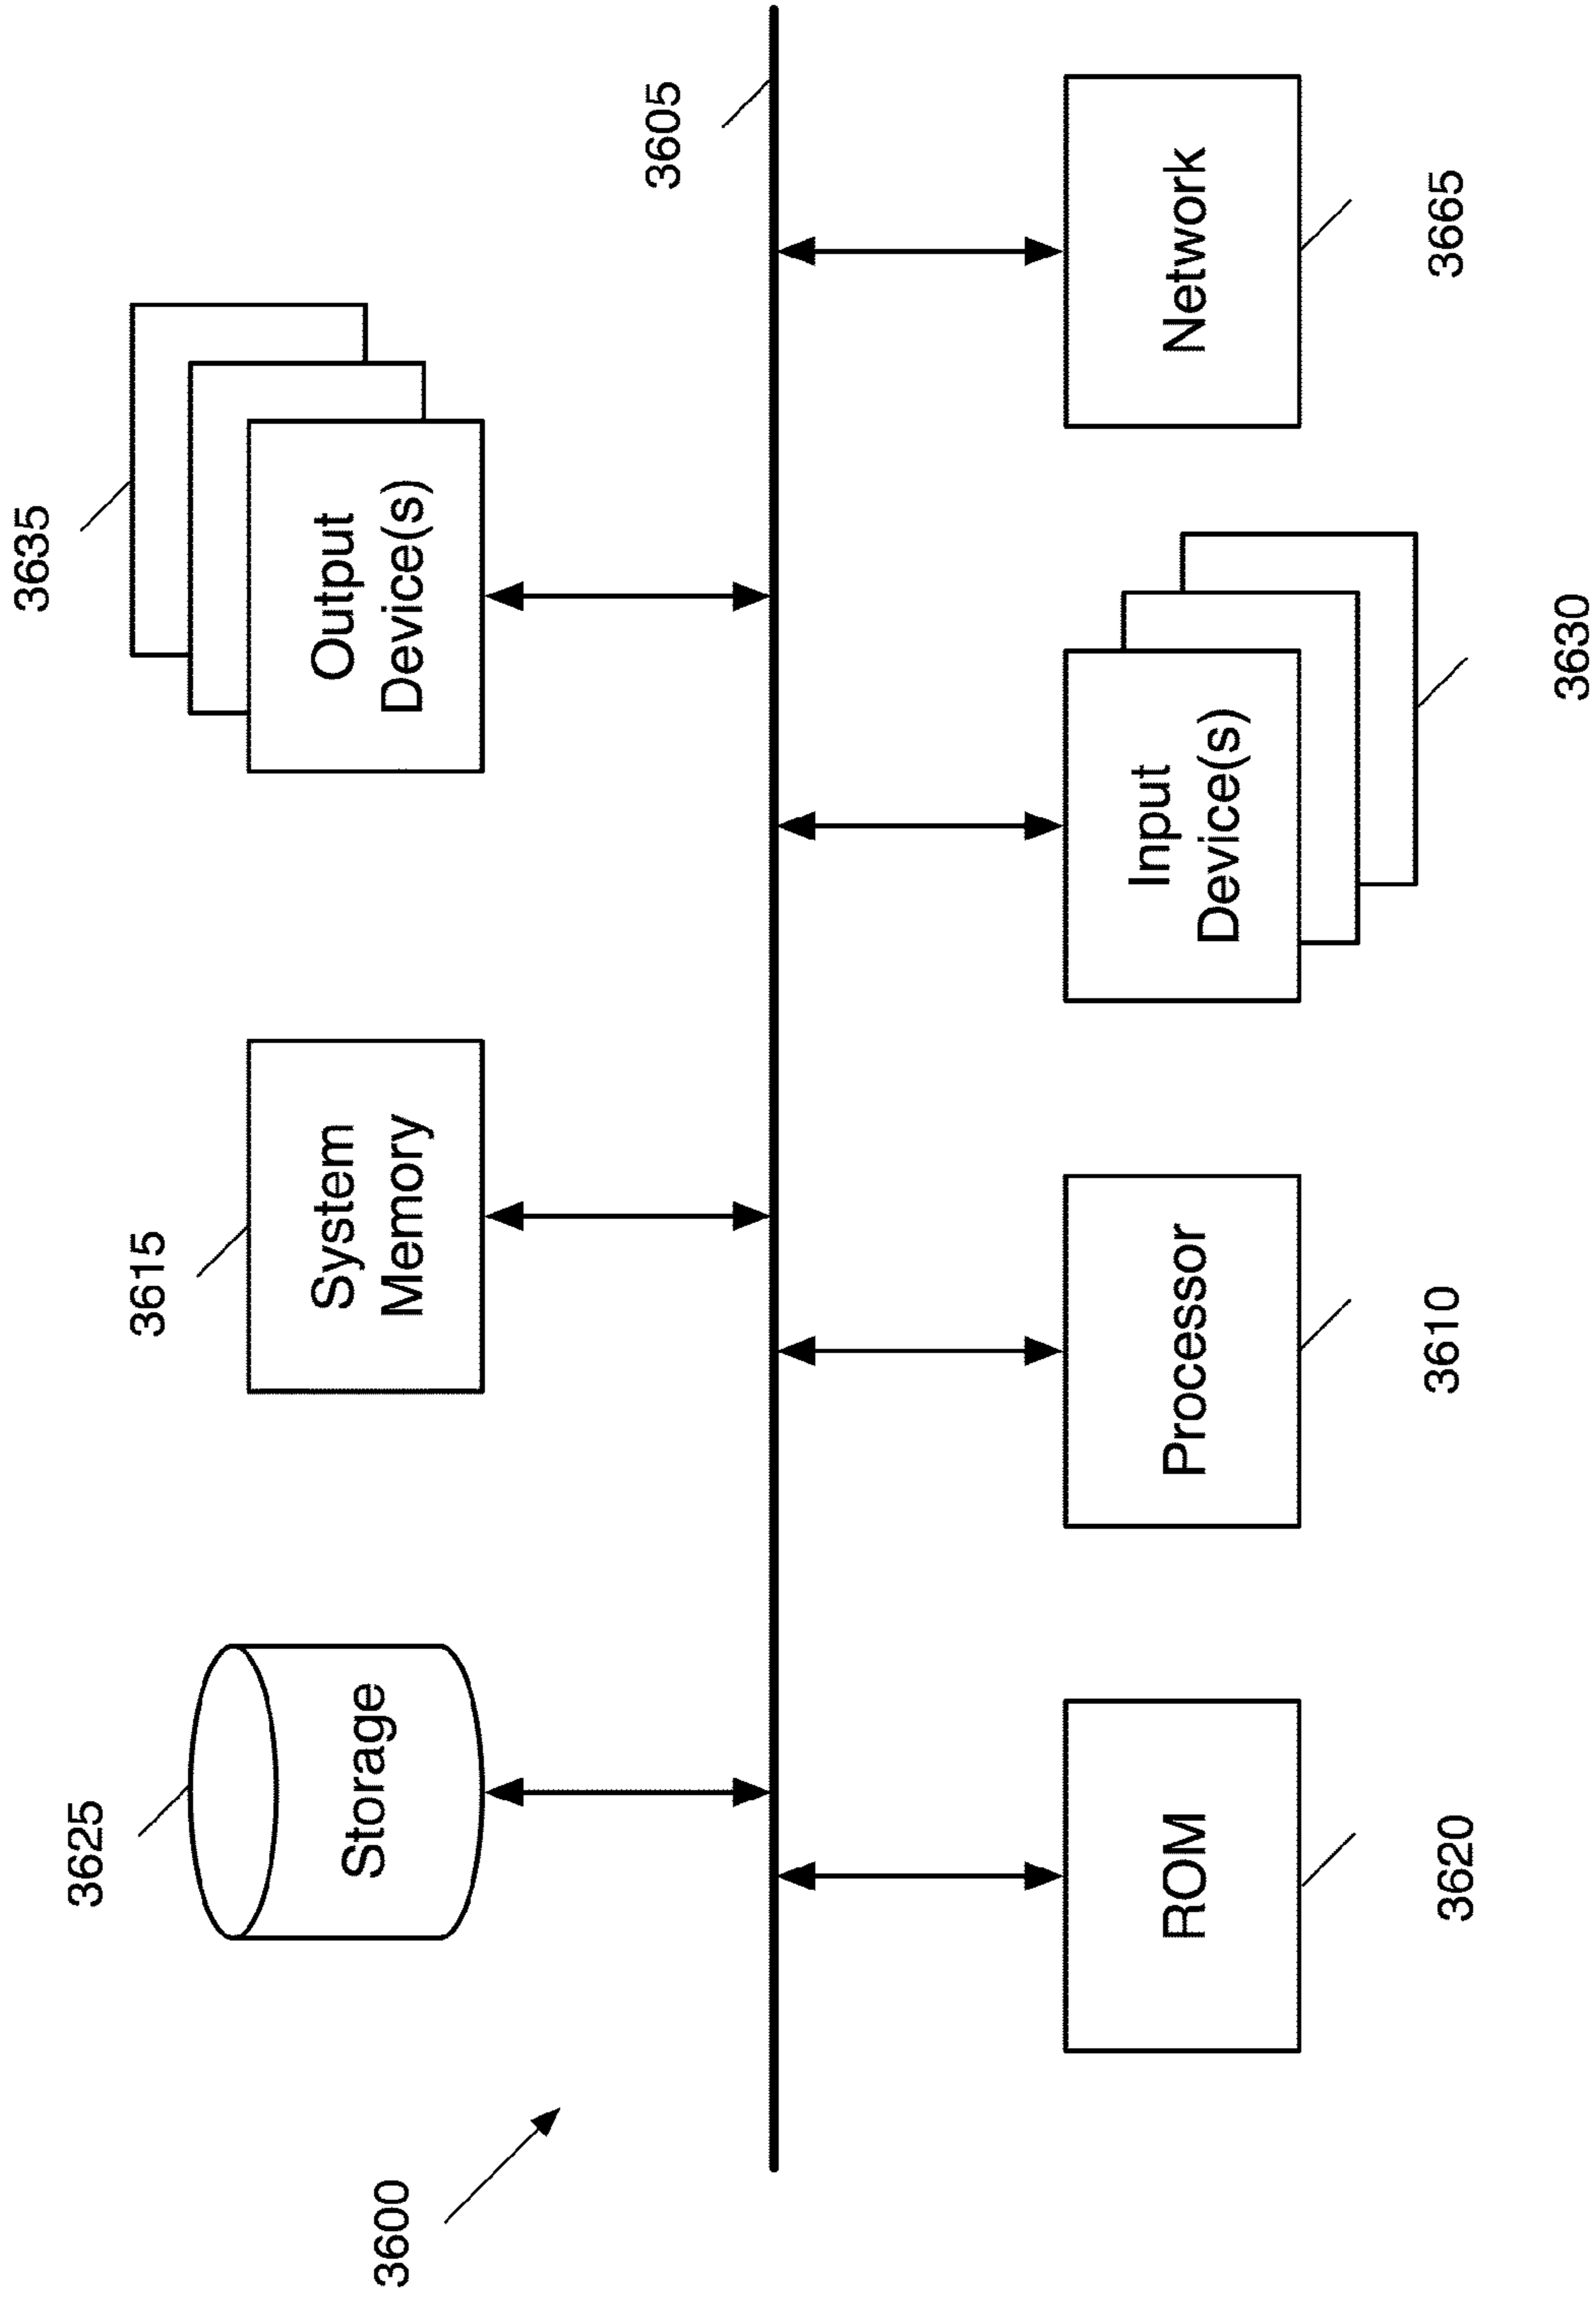 3600
3625
Storage
3615
System
Memory
3635
Output
Device(s)
3605
ROM
3620
Processor
3610
Input
Device(s)
3630
Network
3665